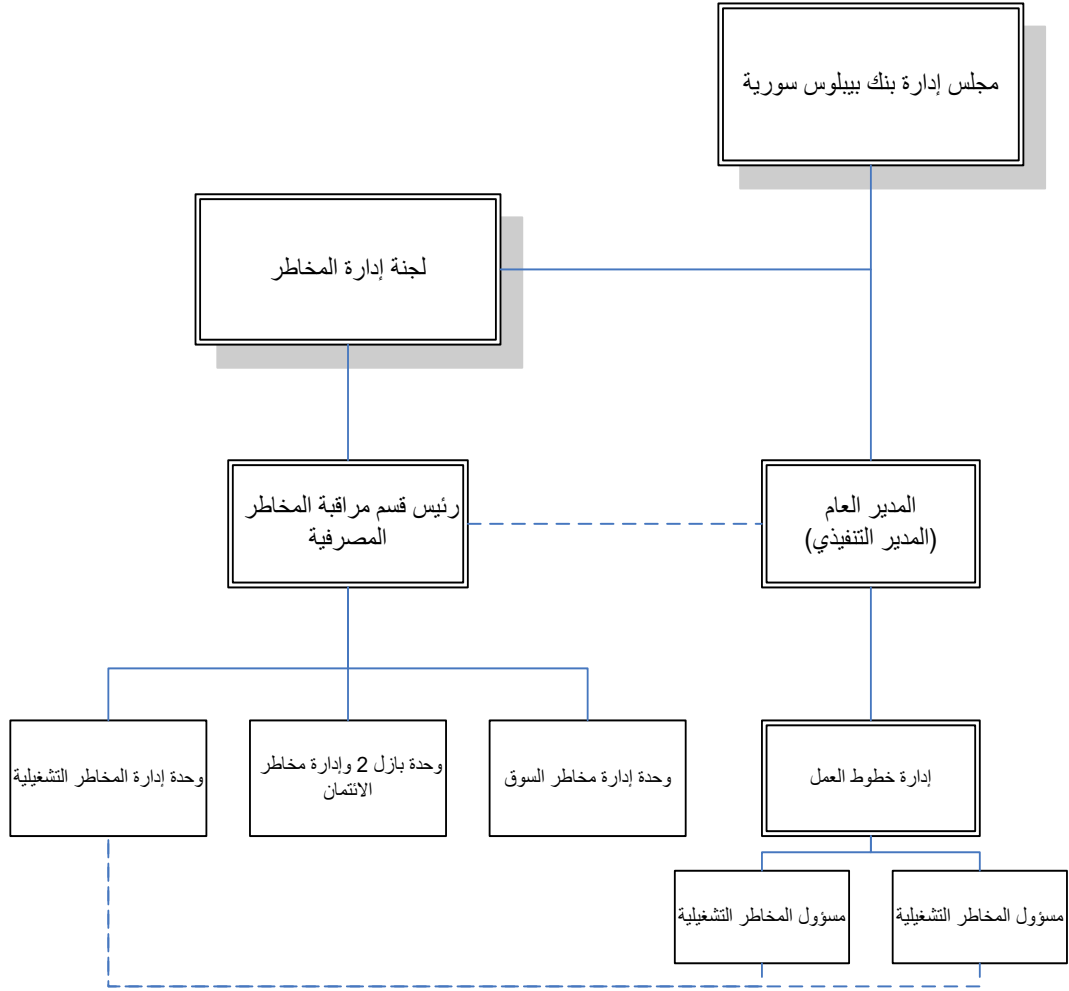 مجلس إدارة بنك بيبلوس سورية
لجنة إدارة المخاطر
المدير العام
(المدير التنفيذي)
رئيس قسم مراقبة المخاطر
المصرفية
إدارة خطوط العمل
وحدة إدارة مخاطر السوق
وحدة بازل 2 وإدارة مخاطر
الائتمان
وحدة إدارة المخاطر التشغيلية
مسؤول المخاطر التشغيلية
مسؤول المخاطر التشغيلية